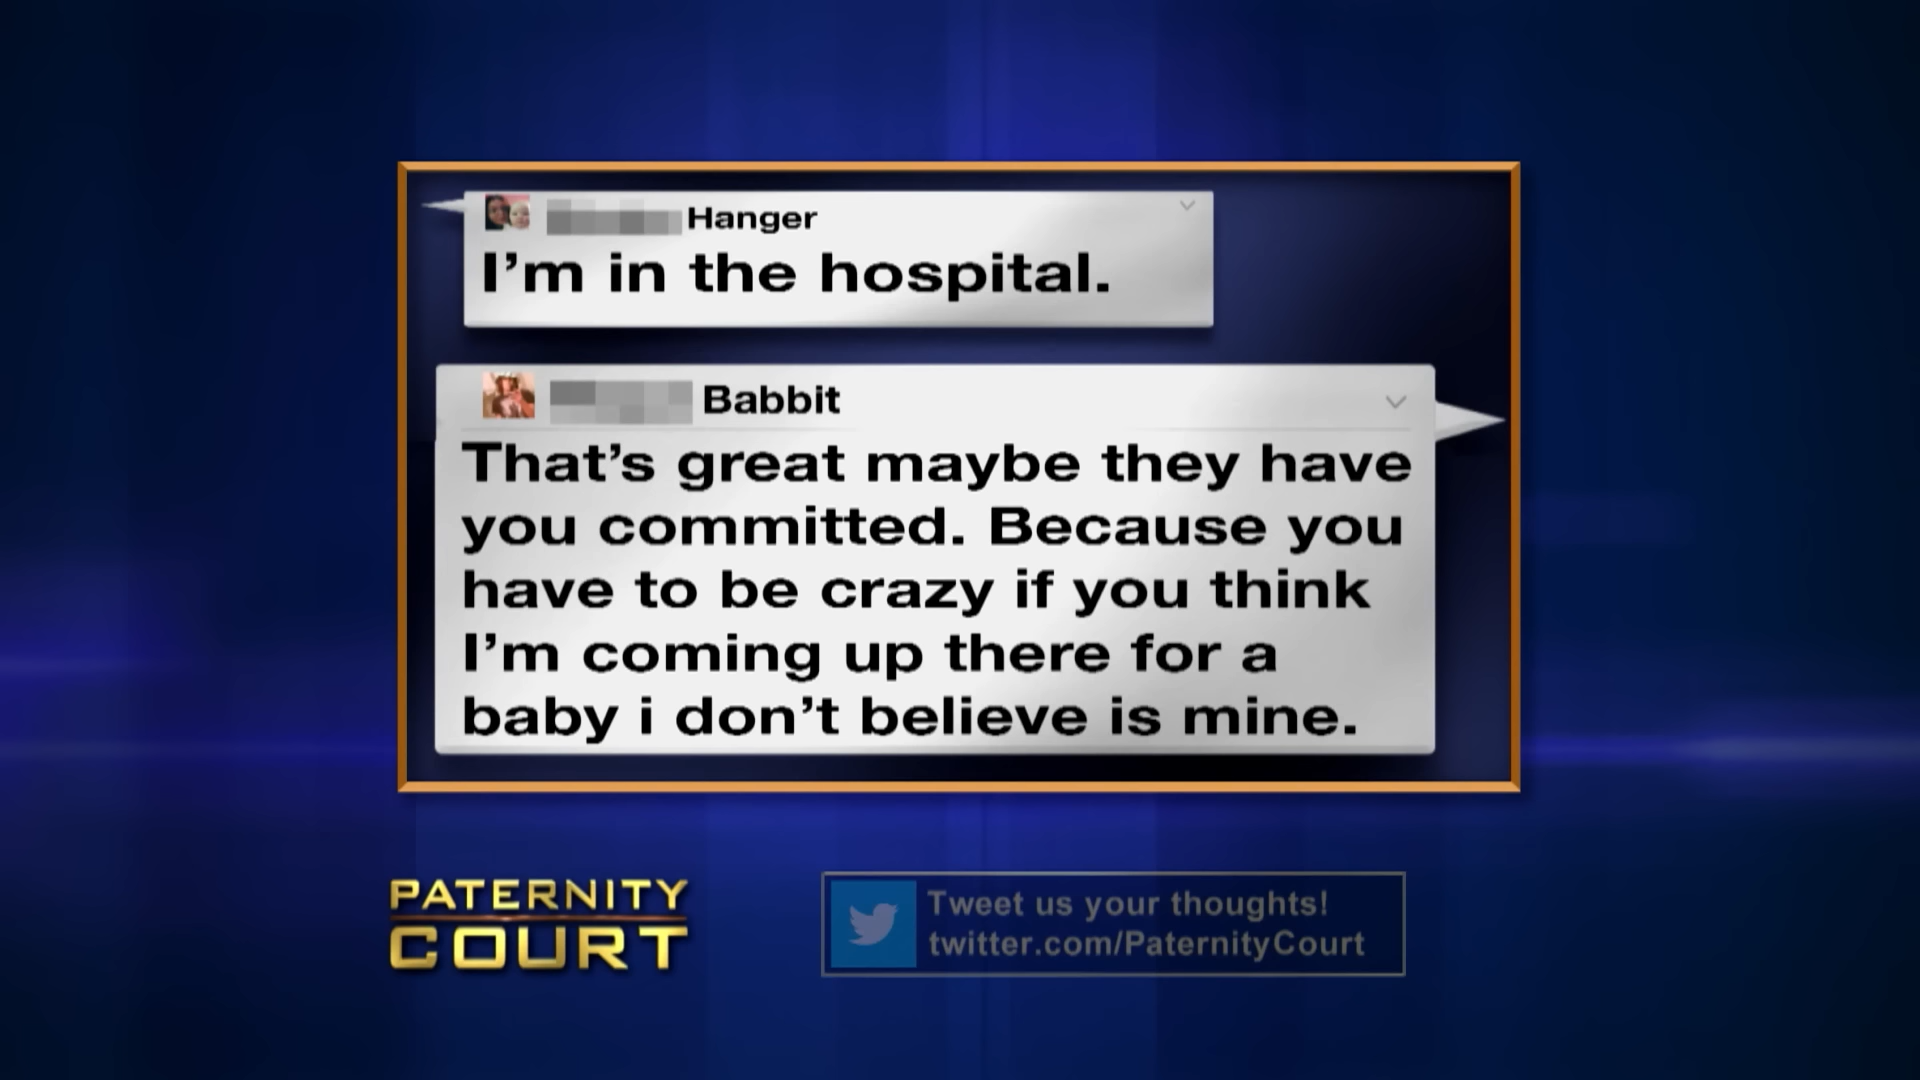 Hanger
I'm in the hospital.
Babbit
That's great maybe they have
you committed. Because you
have to be crazy if you think
I'm coming up there for a
baby i don't believe is mine.
PATERNITY
COURT
Tweet us your thoughts!
twitter.com/PaternityCourt